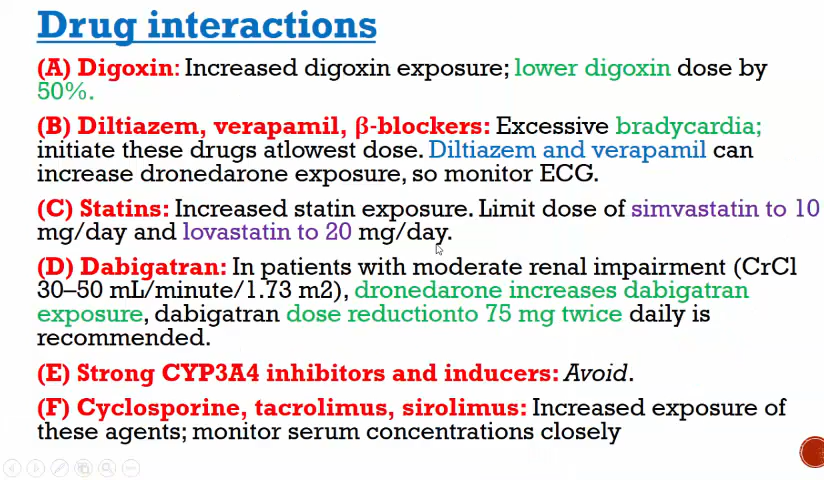 Drug interactions
(A) Digoxin: Increased digoxin exposure; lower digoxin dose by
50%.
(B) Diltiazem, verapamil, β-blockers: Excessive bradycardia;
initiate these drugs atlowest dose. Diltiazem and verapamil can
increase dronedarone exposure, so monitor ECG.
(C) Statins: Increased statin exposure. Limit dose of simvastatin to 10
mg/day and lovastatin to 20 mg/day.
(D) Dabigatran: In patients with moderate renal impairment (CrCl
30–50 mL/minute/1.73 m2), dronedarone increases dabigatran
exposure, dabigatran dose reductionto 75 mg twice daily is
recommended.
(E) Strong CYP3A4 inhibitors and inducers: Avoid.
(F) Cyclosporine, tacrolimus, sirolimus: Increased exposure of
these agents; monitor serum concentrations closely